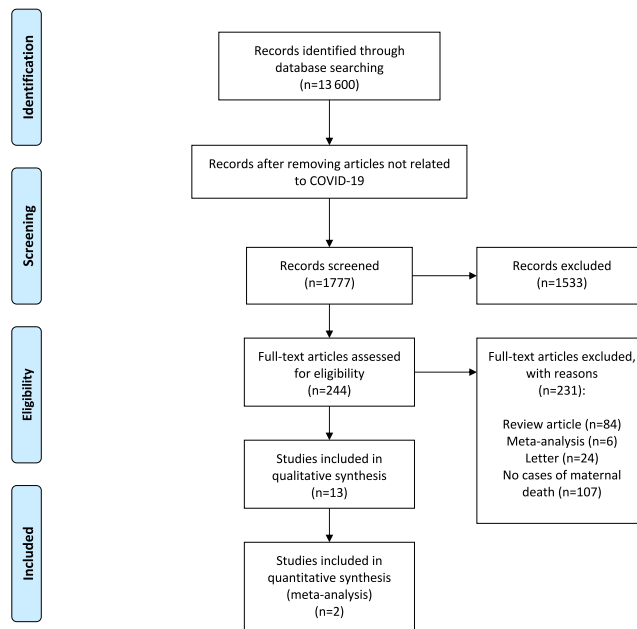 Identification
Records identified through
database searching
(n=13 600)
Records after removing articles not related
to COVID-19
Screening
Records screened
(n=1777)
Records excluded
(n=1533)
Eligibility
Full-text articles assessed
for eligibility
(n=244)
Full-text articles excluded,
with reasons
(n=231):
Review article (n=84)
Meta-analysis (n=6)
Letter (n=24)
No cases of maternal
death (n=107)
Studies included in
qualitative synthesis
(n=13)
Included
Studies included in
quantitative synthesis
(meta-analysis)
(n=2)